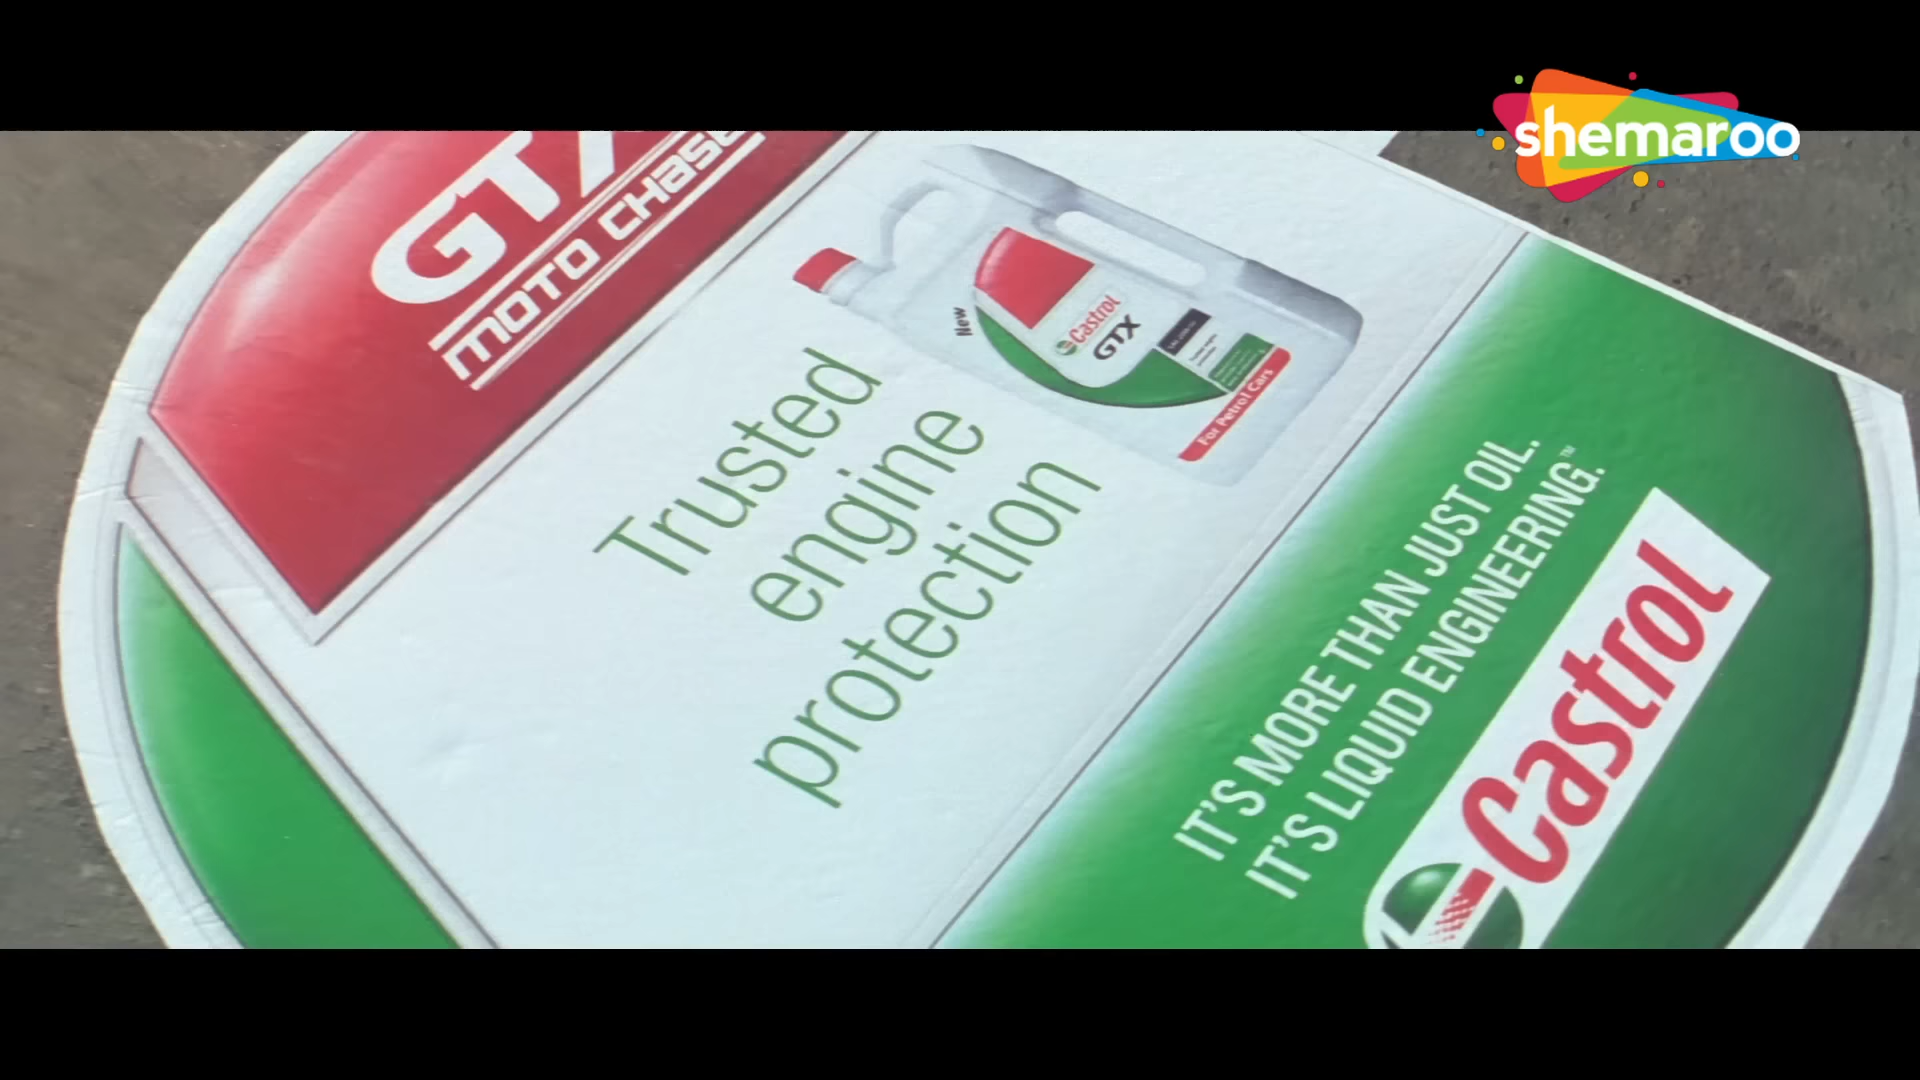 shemaroo
GTX
MOTO CHASE
New
Castrol
GTX
For Petrol Cars
Trusted
engine
protection
IT'S MORE THAN JUST OIL.
IT'S LIQUID ENGINEERING.™
Castrol